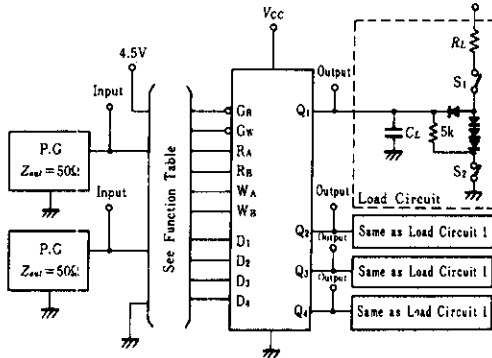 Vcc
4.5V
Input
P.G
Zout = 50Ω
Input
P.G
Zout = 50Ω
See Function Table
GR
GW
RA
RB
WA
WB
D1
D2
D3
D4
Q1
Q2
Q3
Q4
Output
Output
Output
Output
RL
S1
CL
5k
S2
Load Circuit
Same as Load Circuit 1
Same as Load Circuit 1
Same as Load Circuit 1